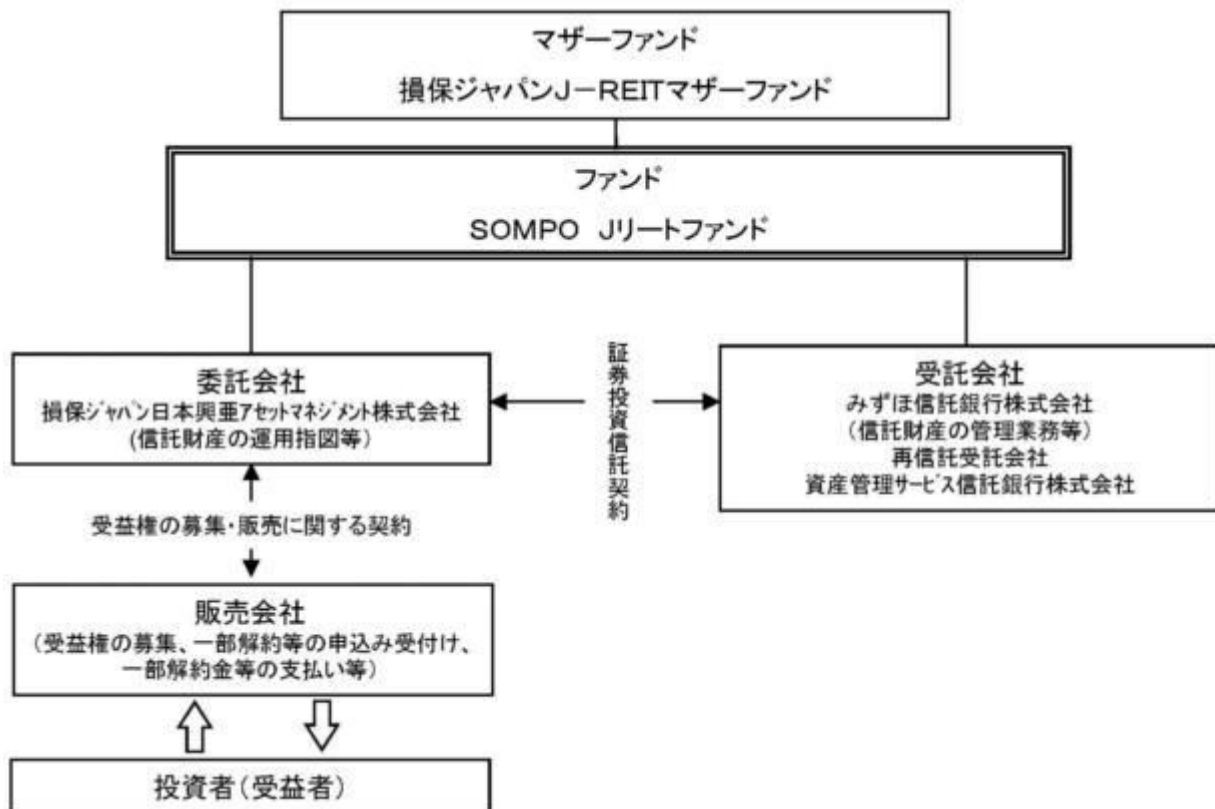 マザーファンド
損保ジャパンJ－REITマザーファンド
ファンド
SOMPO Jリートファンド
委託会社
損保ｼﾞｬﾊﾟﾝ日本興亜ｱｾｯﾄﾏﾈｼﾞﾒﾝﾄ株式会社
(信託財産の運用指図等）
証券投資信託契約
受託会社
みずほ信託銀行株式会社
（信託財産の管理業務等）
再信託受託会社
資産管理ｻｰﾋﾞｽ信託銀行株式会社
受益権の募集・販売に関する契約
販売会社
（受益権の募集、一部解約等の申込み受付け、
一部解約金等の支払い等）
投資者（受益者）